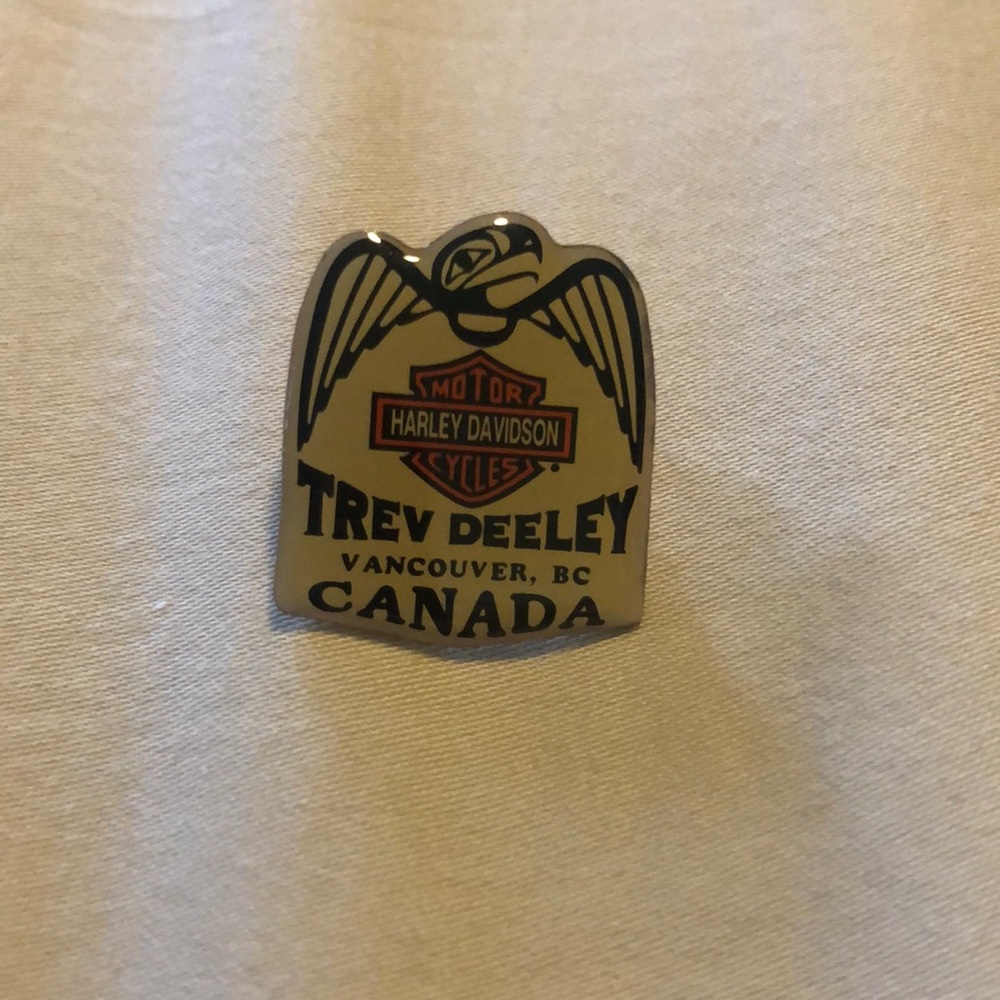 MOTOR
HARLEY DAVIDSON
CYCLES
TREV DEELEY
VANCOUVER, BC
CANADA